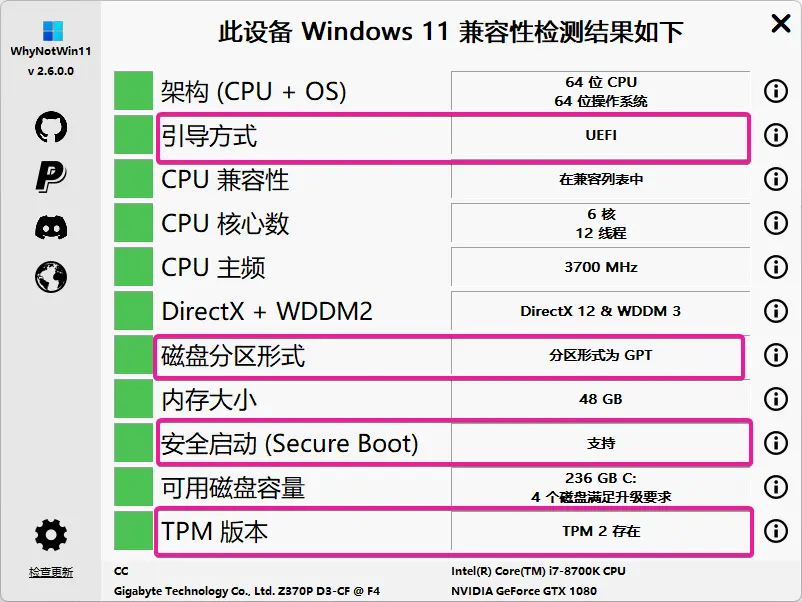 WhyNotWin11
v 2.6.0.0
此设备 Windows 11 兼容性检测结果如下
架构 (CPU + OS)
64 位 CPU
64 位操作系统
引导方式
UEFI
CPU 兼容性
在兼容列表中
CPU 核心数
6 核
12 线程
CPU 主频
3700 MHz
DirectX + WDDM2
DirectX 12 & WDDM 3
磁盘分区形式
分区形式为 GPT
内存大小
48 GB
安全启动 (Secure Boot)
支持
可用磁盘容量
236 GB C:
4 个磁盘满足升级要求
TPM 版本
TPM 2 存在
检查更新
CC
Intel(R) Core(TM) i7-8700K CPU
Gigabyte Technology Co., Ltd. Z370P D3-CF @ F4
NVIDIA GeForce GTX 1080